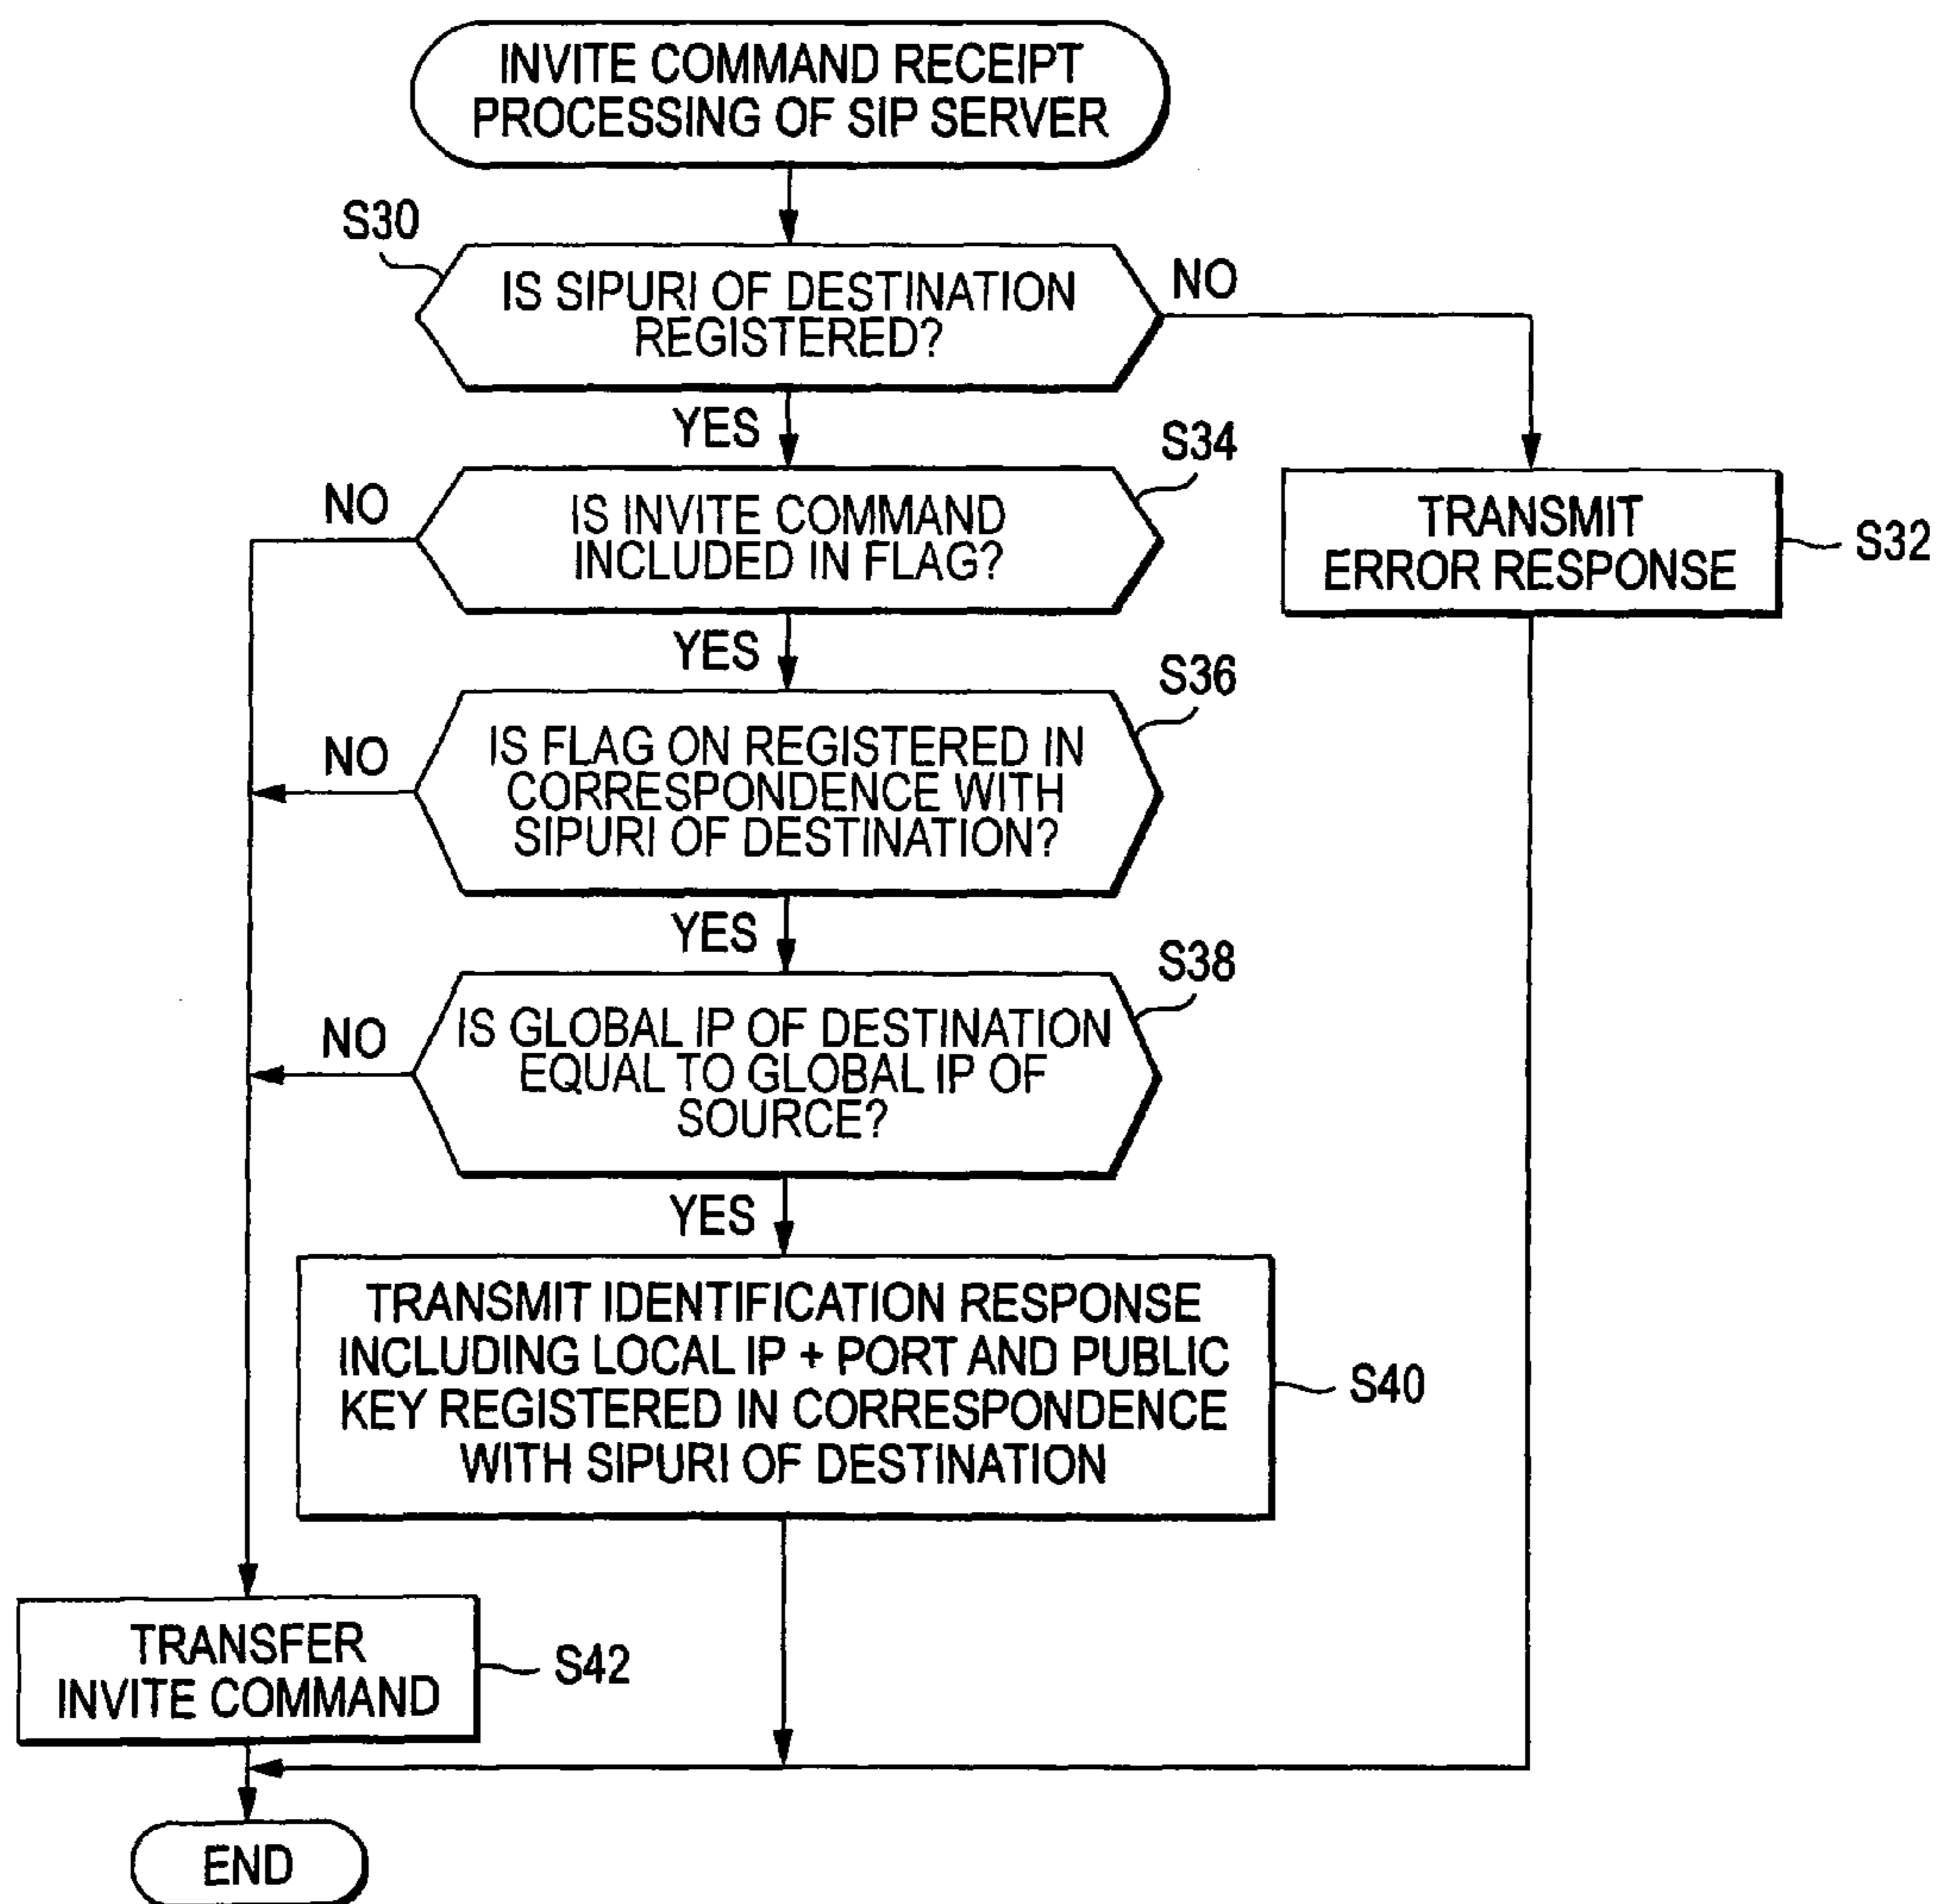 INVITE COMMAND RECEIPT
PROCESSING OF SIP SERVER
S30
IS SIPURI OF DESTINATION
REGISTERED?
NO
YES
S34
NO
IS INVITE COMMAND
INCLUDED IN FLAG?
TRANSMIT
ERROR RESPONSE
S32
YES
S36
NO
IS FLAG ON REGISTERED IN
CORRESPONDENCE WITH
SIPURI OF DESTINATION?
YES
S38
NO
IS GLOBAL IP OF DESTINATION
EQUAL TO GLOBAL IP OF
SOURCE?
YES
TRANSMIT IDENTIFICATION RESPONSE
INCLUDING LOCAL IP + PORT AND PUBLIC
KEY REGISTERED IN CORRESPONDENCE
WITH SIPURI OF DESTINATION
S40
TRANSFER
INVITE COMMAND
S42
END